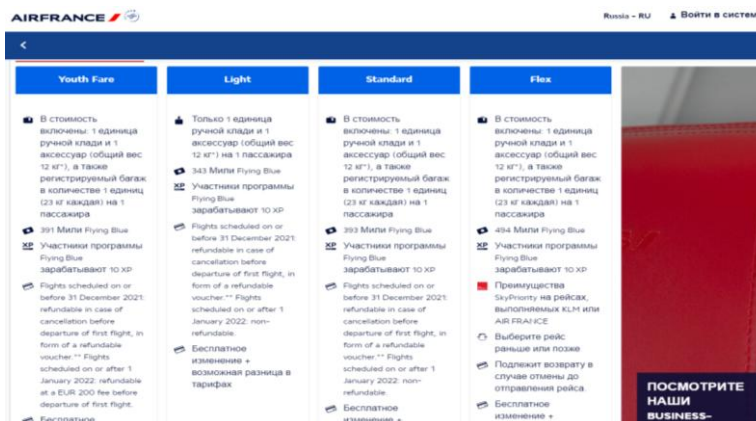 AIRFRANCE
Russia - RU
Войти в систем
Youth Fare
В стоимость
включены: 1 единица
ручной клади и 1
аксессуар (общий вес
12 кг*), а также
регистрируемый багаж
в количестве 1 единиц
(23 кг каждая) на 1
пассажира
391 Мили Flying Blue
XP Участники программы
Flying Blue
зарабатывают 10 XP
Flights scheduled on or
before 31 December 2021:
refundable in case of
cancellation before
departure of first flight, in
form of a refundable
voucher.** Flights
scheduled on or after 1
January 2022: refundable
at a EUR 200 fee before
departure of first flight.
Бесплатное
Light
Только 1 единица
ручной клади и 1
аксессуар (общий вес
12 кг*) на 1 пассажира
343 Мили Flying Blue
XP Участники программы
Flying Blue
зарабатывают 10 XP
Flights scheduled on or
before 31 December 2021:
refundable in case of
cancellation before
departure of first flight, in
form of a refundable
voucher.** Flights
scheduled on or after 1
January 2022: non-
refundable.
Бесплатное
изменение +
возможная разница в
тарифах
Standard
В стоимость
включены: 1 единица
ручной клади и 1
аксессуар (общий вес
12 кг*), а также
регистрируемый багаж
в количестве 1 единиц
(23 кг каждая) на 1
пассажира
393 Мили Flying Blue
XP Участники программы
Flying Blue
зарабатывают 10 XP
Flights scheduled on or
before 31 December 2021:
refundable in case of
cancellation before
departure of first flight, in
form of a refundable
voucher.** Flights
scheduled on or after 1
January 2022: non-
refundable.
Бесплатное
изменение +
Flex
В стоимость
включены: 1 единица
ручной клади и 1
аксессуар (общий вес
12 кг*), а также
регистрируемый багаж
в количестве 1 единиц
(23 кг каждая) на 1
пассажира
494 Мили Flying Blue
XP Участники программы
Flying Blue
зарабатывают 10 XP
Преимущества
SkyPriority на рейсах,
выполняемых KLM или
AIR FRANCE
Выберите рейс
раньше или позже
Подлежит возврату в
случае отмены до
отправления рейса.
Бесплатное
изменение +
ПОСМОТРИТЕ
НАШИ
BUSINESS-